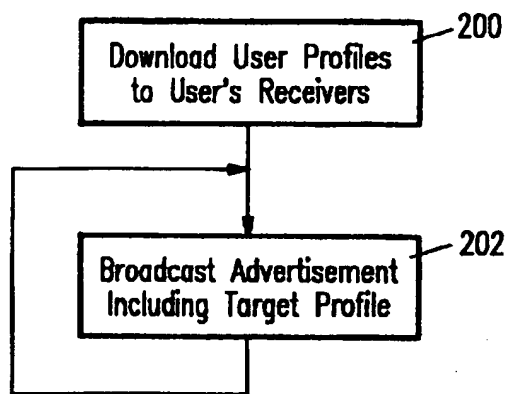 200
Download User Profiles
to User's Receivers
202
Broadcast Advertisement
Including Target Profile